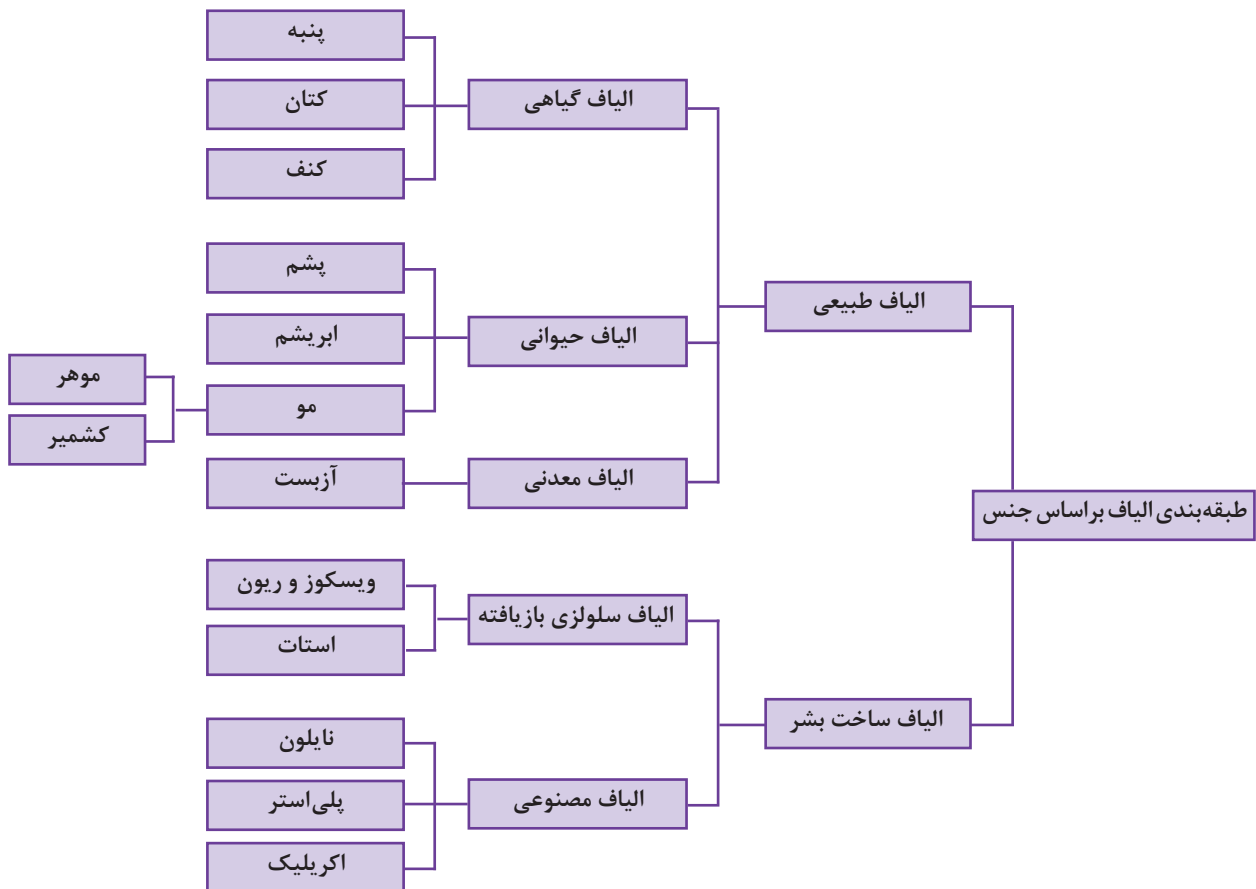 طبقه‌بندی الیاف براساس جنس
الیاف طبیعی
الیاف گیاهی
پنبه
کتان
کنف
الیاف حیوانی
پشم
ابریشم
مو
موهر
کشمیر
الیاف معدنی
آزبست
الیاف ساخت بشر
الیاف سلولزی بازیافته
ویسکوز و ریون
استات
الیاف مصنوعی
نایلون
پلی‌استر
اکریلیک